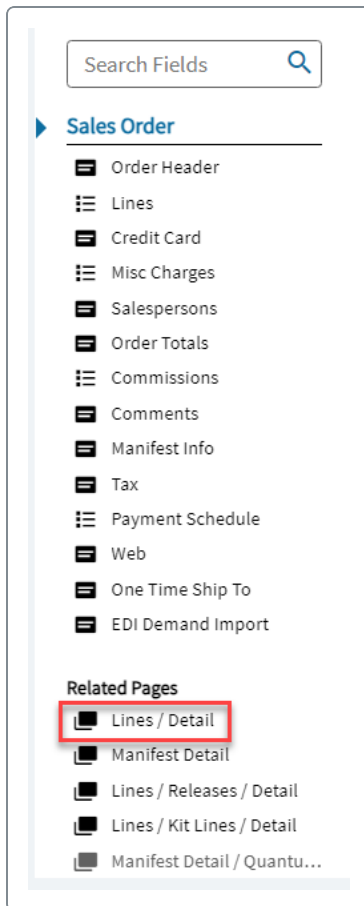 Search Fields
Sales Order
Order Header
Lines
Credit Card
Misc Charges
Salespersons
Order Totals
Commissions
Comments
Manifest Info
Tax
Payment Schedule
Web
One Time Ship To
EDI Demand Import
Related Pages
Lines / Detail
Manifest Detail
Lines / Releases / Detail
Lines / Kit Lines / Detail
Manifest Detail / Quantu...